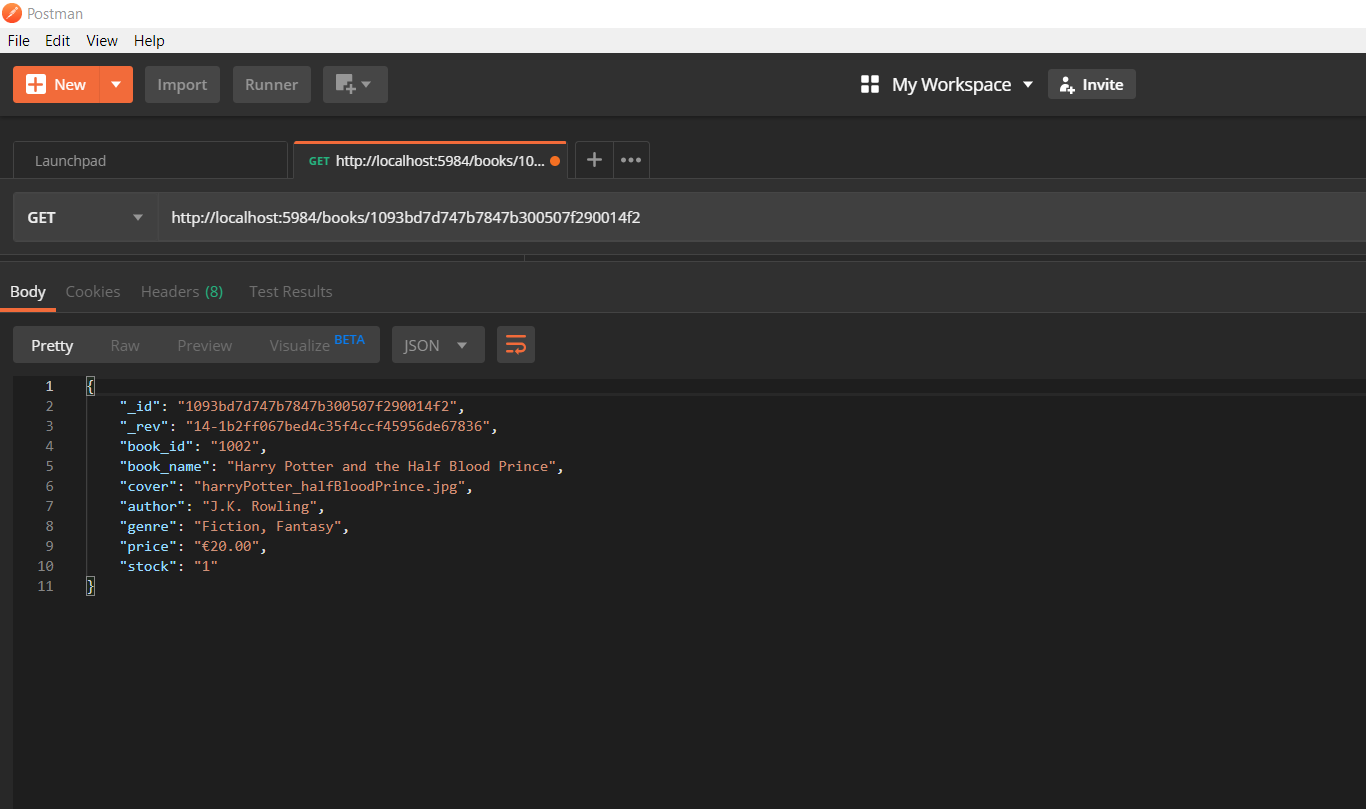 Postman
File Edit View Help
New Import Runner My Workspace Invite
Launchpad GET http://localhost:5984/books/10...
GET http://localhost:5984/books/1093bd7d747b7847b300507f290014f2
Body Cookies Headers (8) Test Results
Pretty Raw Preview Visualize BETA JSON
1 {
2 "_id": "1093bd7d747b7847b300507f290014f2",
3 "_rev": "14-1b2ff067bed4c35f4ccf45956de67836",
4 "book_id": "1002",
5 "book_name": "Harry Potter and the Half Blood Prince",
6 "cover": "harryPotter_halfBloodPrince.jpg",
7 "author": "J.K. Rowling",
8 "genre": "Fiction, Fantasy",
9 "price": "€20.00",
10 "stock": "1"
11 }